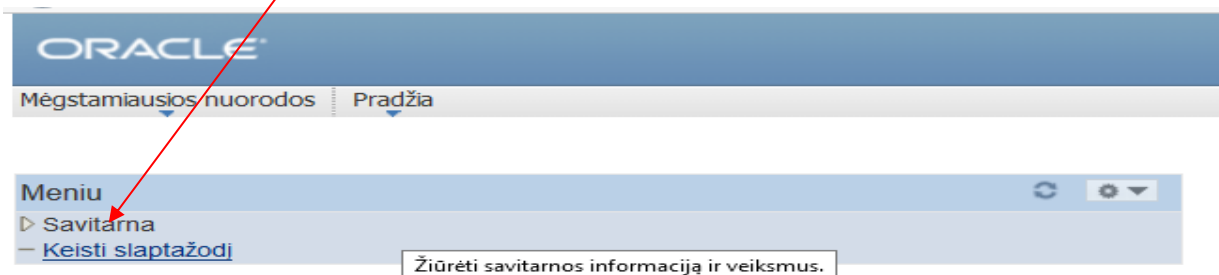 ORACLE
Mėgstamiausios nuorodos Pradžia
Meniu
Savitarna
Keisti slaptažodį
Žiūrėti savitarnos informaciją ir veiksmus.